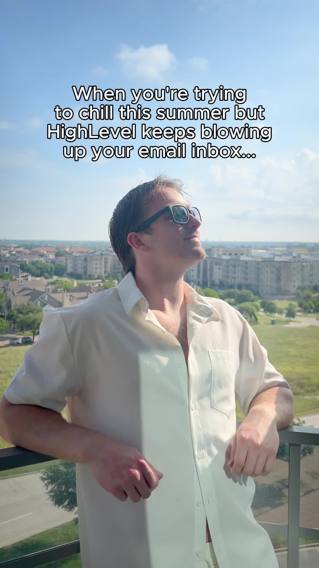 When you're trying
to chill this summer but
HighLevel keeps blowing
up your email inbox...